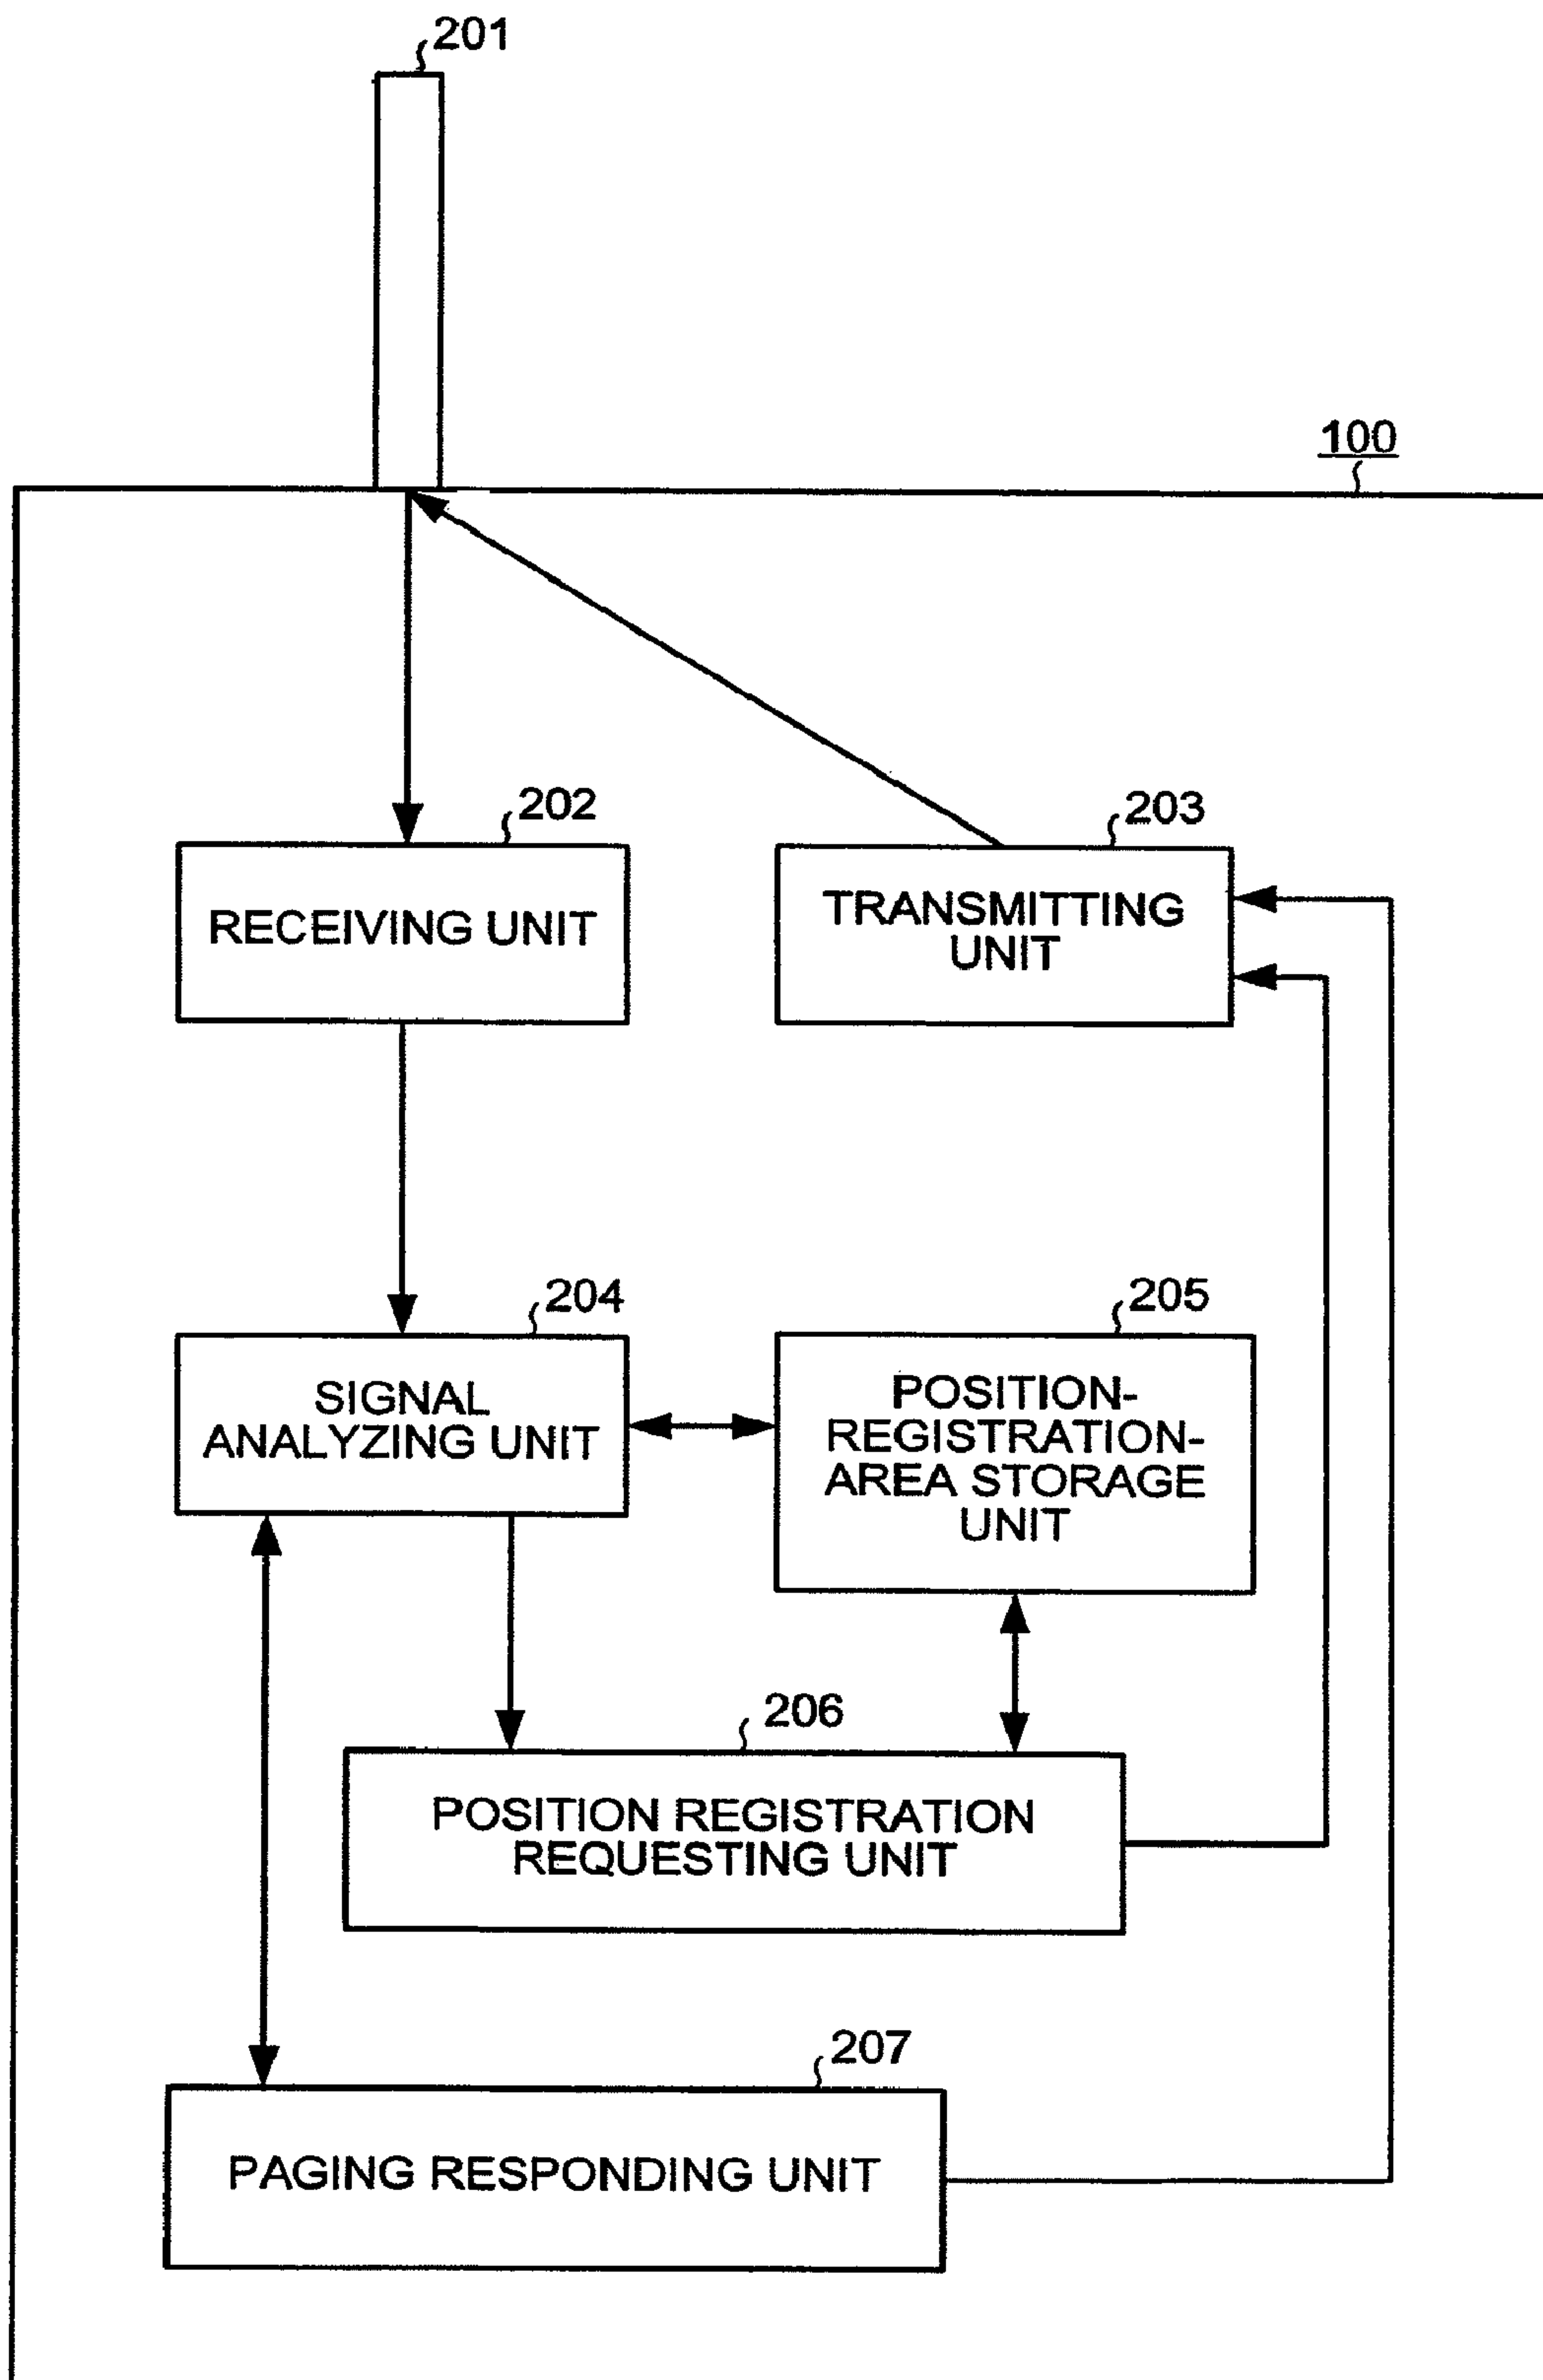 201
100
202
RECEIVING UNIT
203
TRANSMITTING
UNIT
204
SIGNAL
ANALYZING UNIT
205
POSITION-
REGISTRATION-
AREA STORAGE
UNIT
206
POSITION REGISTRATION
REQUESTING UNIT
207
PAGING RESPONDING UNIT